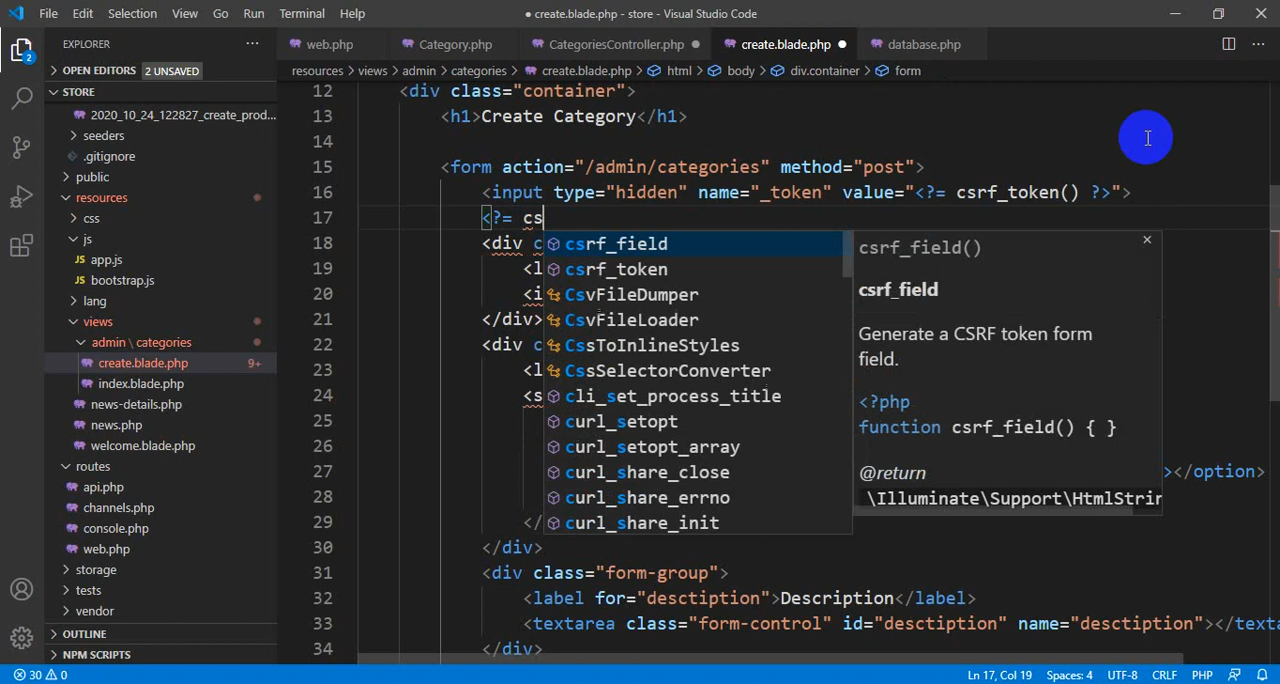 File Edit Selection View Go Run Terminal Help
● create.blade.php - store - Visual Studio Code
EXPLORER
web.php
Category.php
CategoriesController.php
create.blade.php
database.php
OPEN EDITORS 2 UNSAVED
resources > views > admin > categories > create.blade.php > html > body > div.container > form
STORE
2020_10_24_122827_create_prod...
seeders
.gitignore
public
resources
css
js
JS app.js
JS bootstrap.js
lang
views
admin \ categories
create.blade.php 9+
index.blade.php
news-details.php
news.php
welcome.blade.php
routes
api.php
channels.php
console.php
web.php
storage
tests
vendor
OUTLINE
NPM SCRIPTS
2
12 <div class="container">
13 <h1>Create Category</h1>
14
15 <form action="/admin/categories" method="post">
16 <input type="hidden" name="_token" value="<?= csrf_token() ?>">
17 <?= cs
18 <div c
19 <l
20 <i
21 </div>
22 <div c
23 <l
24 <s
25
26
27 ></option>
28
29 </
30 </div>
31 <div class="form-group">
32 <label for="desctiption">Description</label>
33 <textarea class="form-control" id="desctiption" name="desctiption"></texta
34 </div>
csrf_field
csrf_token
CsvFileDumper
CsvFileLoader
CssToInlineStyles
CssSelectorConverter
cli_set_process_title
curl_setopt
curl_setopt_array
curl_share_close
curl_share_errno
curl_share_init
csrf_field()
csrf_field
Generate a CSRF token form
field.
<?php
function csrf_field() { }
@return
\Illuminate\Support\HtmlStrin
30 0
Ln 17, Col 19 Spaces: 4 UTF-8 CRLF PHP